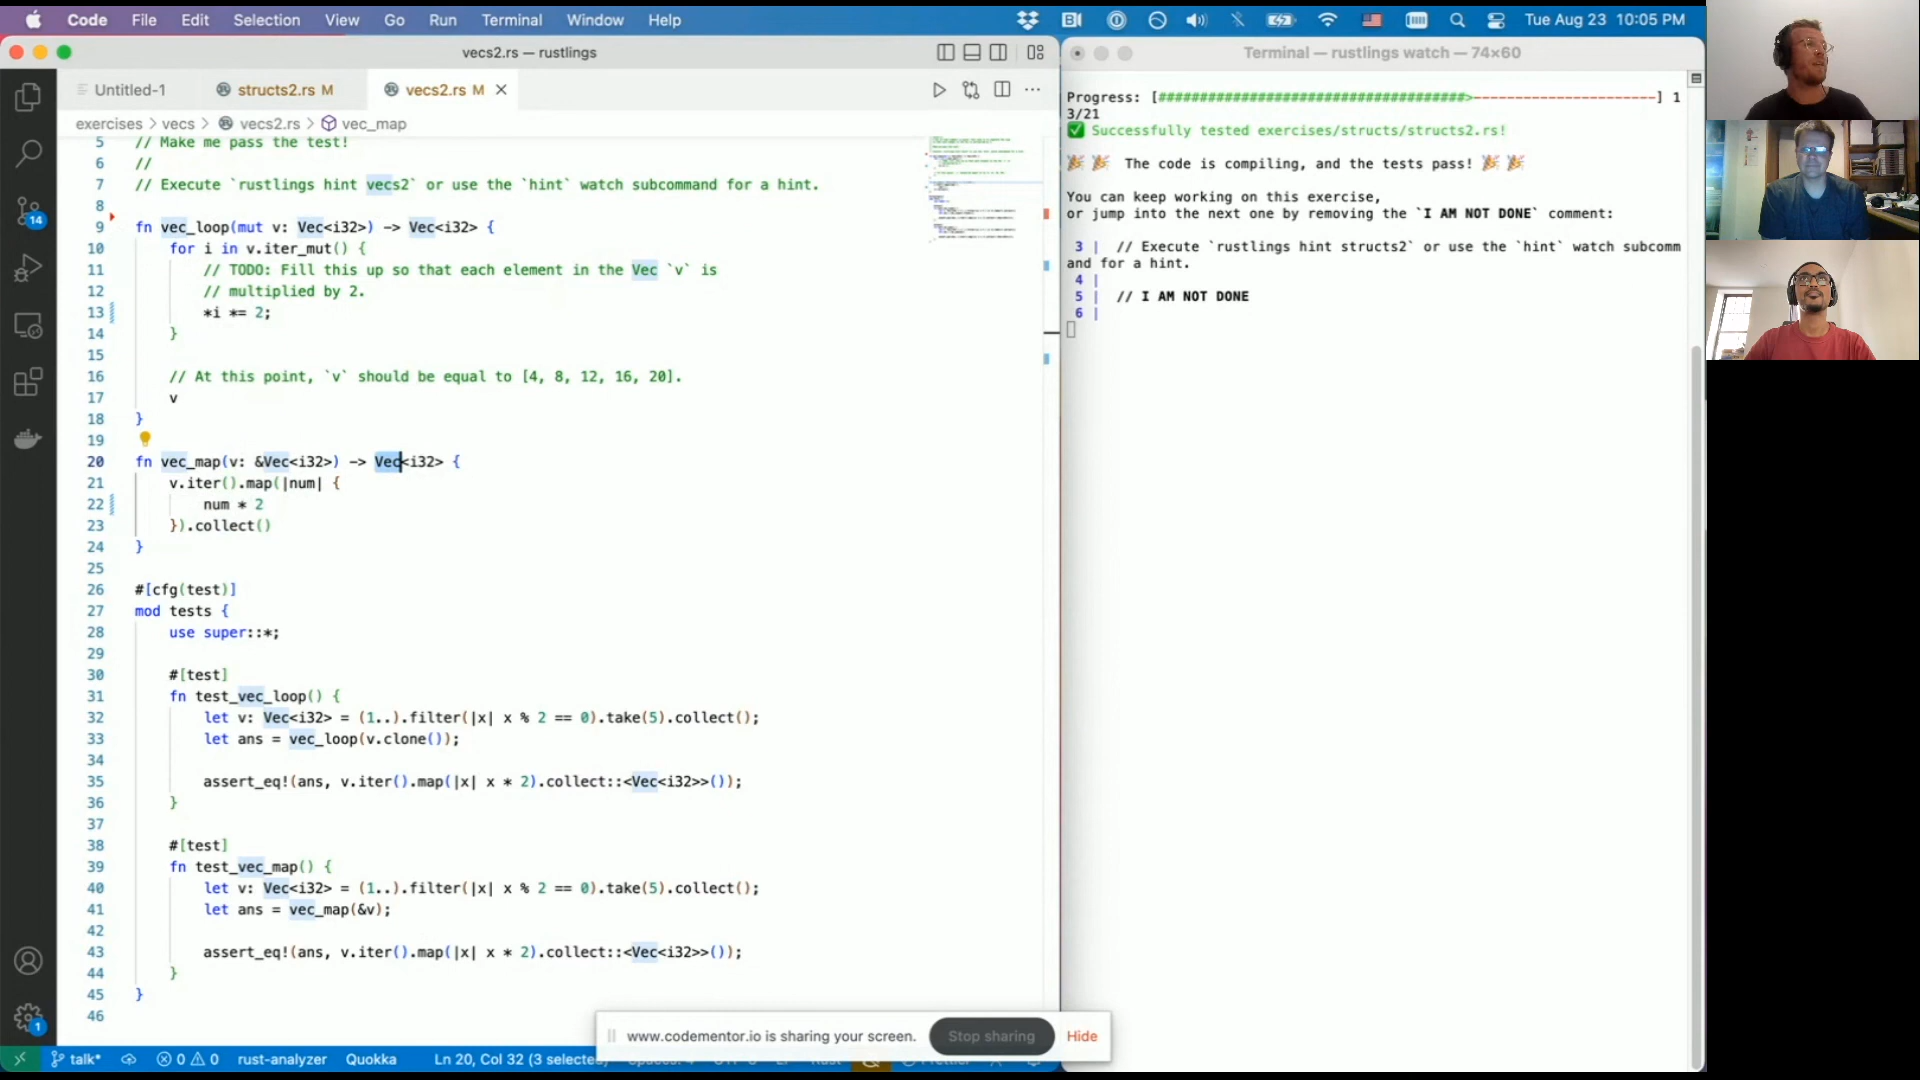 Code File Edit Selection View Go Run Terminal Window Help Tue Aug 23 10:05 PM
vecs2.rs — rustlings
Terminal — rustlings watch — 74×60
Untitled-1 structs2.rs M vecs2.rs M
exercises > vecs > vecs2.rs > vec_map
5 // Make me pass the test!
6 //
7 // Execute `rustlings hint vecs2` or use the `hint` watch subcommand for a hint.
8
9 fn vec_loop(mut v: Vec<i32>) -> Vec<i32> {
10 for i in v.iter_mut() {
11 // TODO: Fill this up so that each element in the Vec `v` is
12 // multiplied by 2.
13 *i *= 2;
14 }
15
16 // At this point, `v` should be equal to [4, 8, 12, 16, 20].
17 v
18 }
19
20 fn vec_map(v: &Vec<i32>) -> Vec<i32> {
21 v.iter().map(|num| {
22 num * 2
23 }).collect()
24 }
25
26 #[cfg(test)]
27 mod tests {
28 use super::*;
29
30 #[test]
31 fn test_vec_loop() {
32 let v: Vec<i32> = (1..).filter(|x| x % 2 == 0).take(5).collect();
33 let ans = vec_loop(v.clone());
34
35 assert_eq!(ans, v.iter().map(|x| x * 2).collect::<Vec<i32>>());
36 }
37
38 #[test]
39 fn test_vec_map() {
40 let v: Vec<i32> = (1..).filter(|x| x % 2 == 0).take(5).collect();
41 let ans = vec_map(&v);
42
43 assert_eq!(ans, v.iter().map(|x| x * 2).collect::<Vec<i32>>());
44 }
45 }
46
Progress: [#####################################>----------------------] 1
3/21
✅ Successfully tested exercises/structs/structs2.rs!
🎉 🎉 The code is compiling, and the tests pass! 🎉 🎉
You can keep working on this exercise,
or jump into the next one by removing the `I AM NOT DONE` comment:
3 | // Execute `rustlings hint structs2` or use the `hint` watch subcomm
and for a hint.
4 |
5 | // I AM NOT DONE
6 |
14
1
www.codementor.io is sharing your screen. Stop sharing Hide
talk* 0 0 rust-analyzer Quokka Ln 20, Col 32 (3 selected)